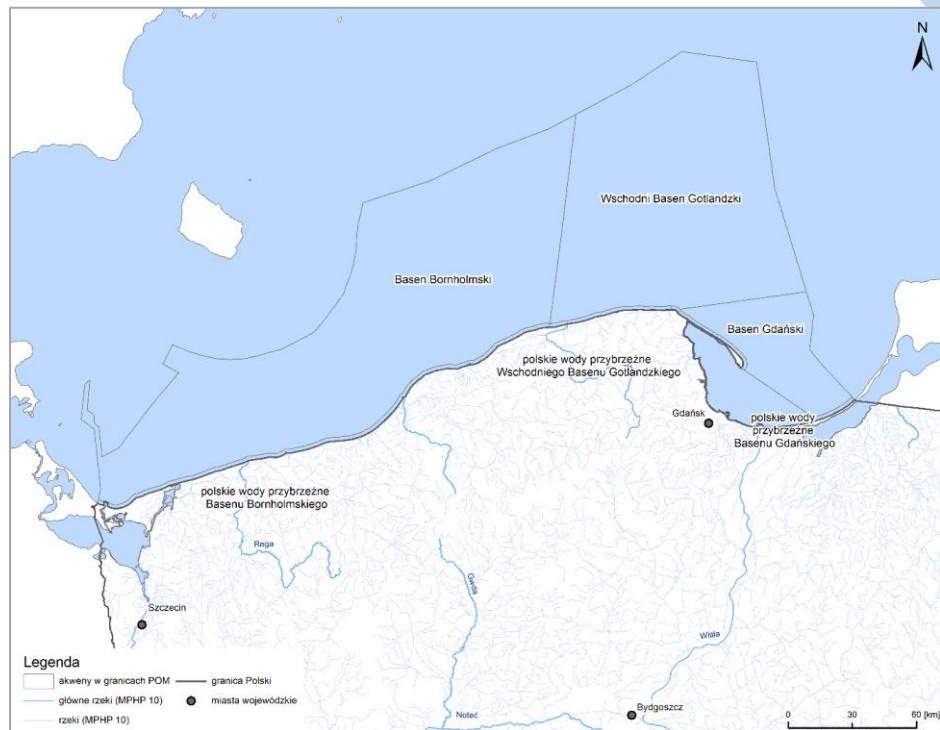 N
Wschodni Basen Gotlandzki
Basen Bornholmski
Basen Gdański
polskie wody przybrzeżne
Wschodniego Basenu Gotlandzkiego
Gdańsk
polskie wody
przybrzeżne
Basenu Gdańskiego
polskie wody przybrzeżne
Basenu Bornholmskiego
Rega
Gwda
Szczecin
Wisła
Noteć
Bydgoszcz
Legenda
akweny w granicach POM
granica Polski
główne rzeki (MPHP 10)
miasta wojewódzkie
rzeki (MPHP 10)
0 30 60 [km]